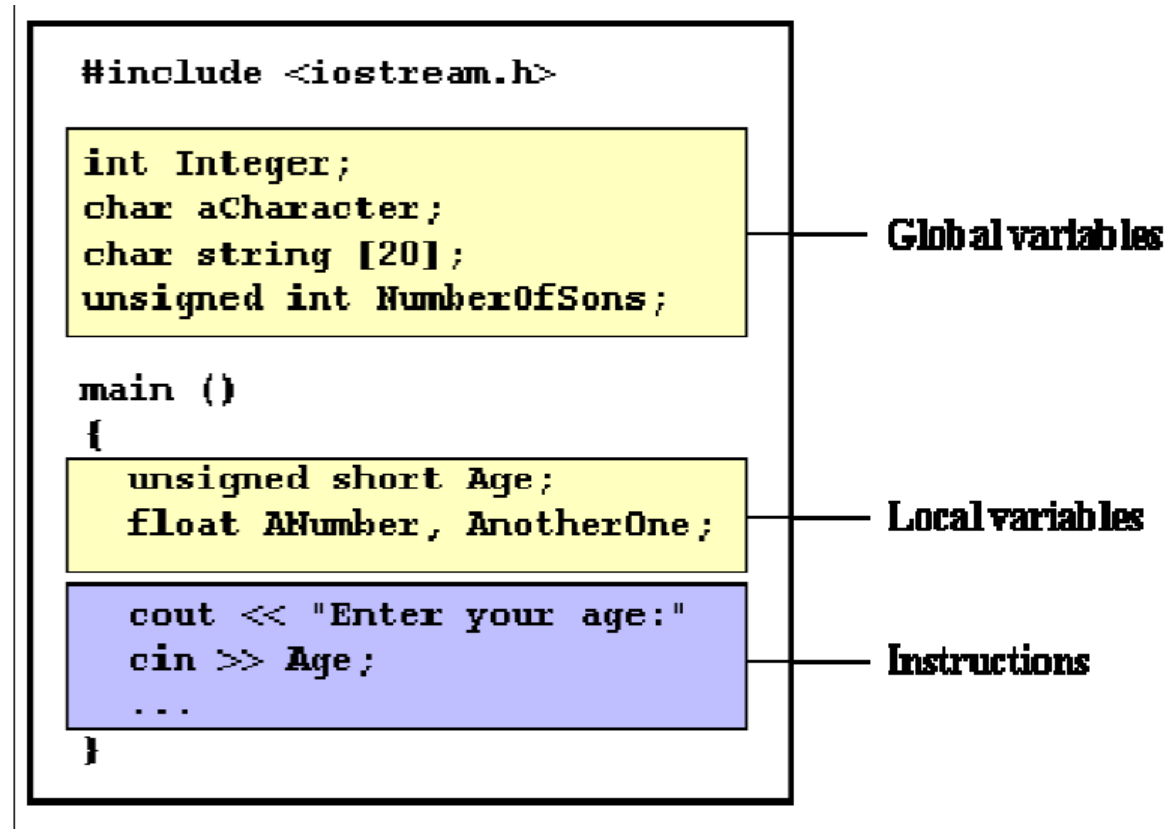 #include <iostream.h>
int Integer;
char aCharacter;
char string [20];
unsigned int NumberOfSons;
Global variables
main ()
{
unsigned short Age;
float ANumber, AnotherOne;
Local variables
cout << "Enter your age:"
cin >> Age;
...
Instructions
}